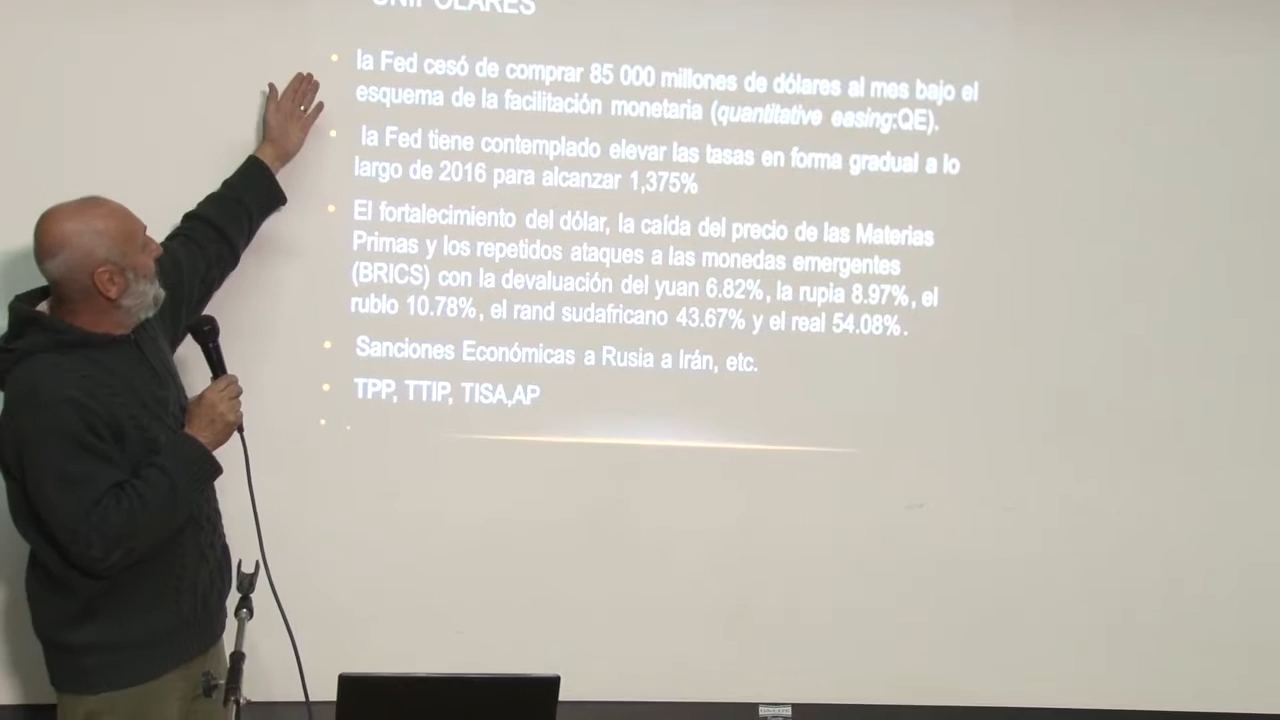 UNIPOLARES
la Fed cesó de comprar 85 000 millones de dólares al mes bajo el
esquema de la facilitación monetaria (quantitative easing:QE).
la Fed tiene contemplado elevar las tasas en forma gradual a lo
largo de 2016 para alcanzar 1,375%
El fortalecimiento del dólar, la caída del precio de las Materias
Primas y los repetidos ataques a las monedas emergentes
(BRICS) con la devaluación del yuan 6.82%, la rupia 8.97%, el
rublo 10.78%, el rand sudafricano 43.67% y el real 54.08%.
Sanciones Económicas a Rusia a Irán, etc.
TPP, TTIP, TISA,AP
.